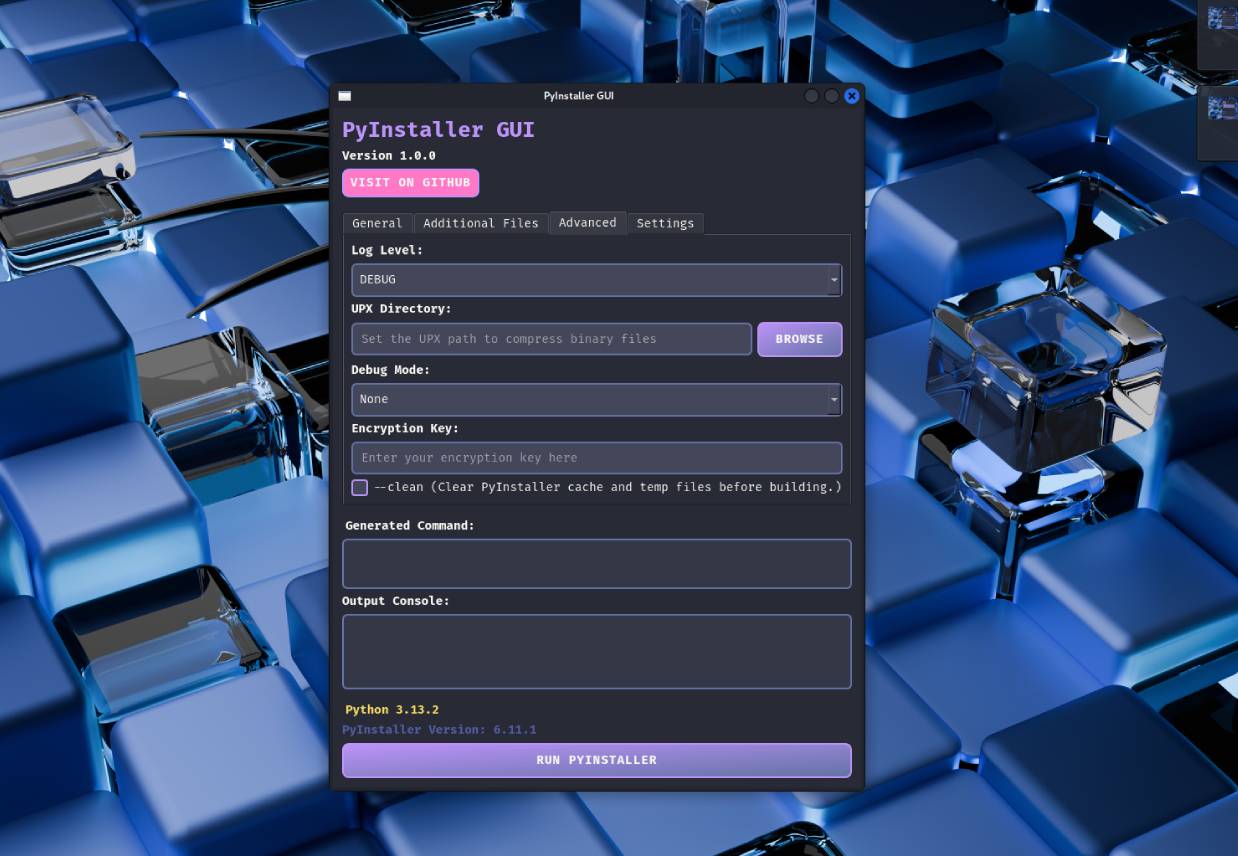 PyInstaller GUI
PyInstaller GUI
Version 1.0.0
VISIT ON GITHUB
General Additional Files Advanced Settings
Log Level:
DEBUG
UPX Directory:
Set the UPX path to compress binary files BROWSE
Debug Mode:
None
Encryption Key:
Enter your encryption key here
--clean (Clear PyInstaller cache and temp files before building.)
Generated Command:
Output Console:
Python 3.13.2
PyInstaller Version: 6.11.1
RUN PYINSTALLER